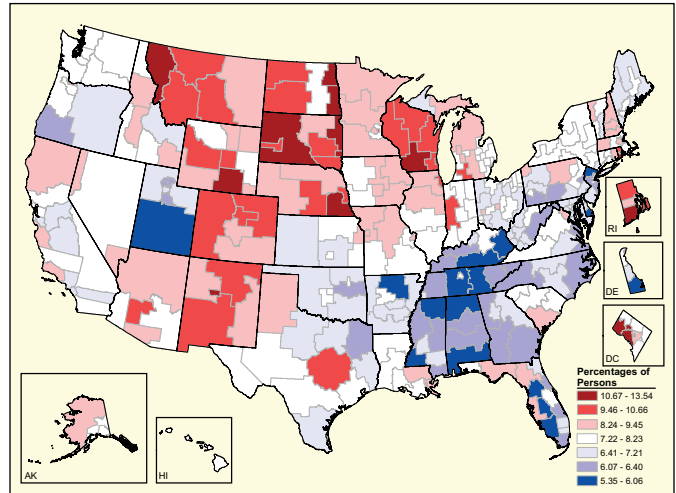 RI
DE
DC
Percentages of
Persons
10.67 - 13.54
9.46 - 10.66
8.24 - 9.45
7.22 - 8.23
6.41 - 7.21
6.07 - 6.40
5.35 - 6.06
AK
HI